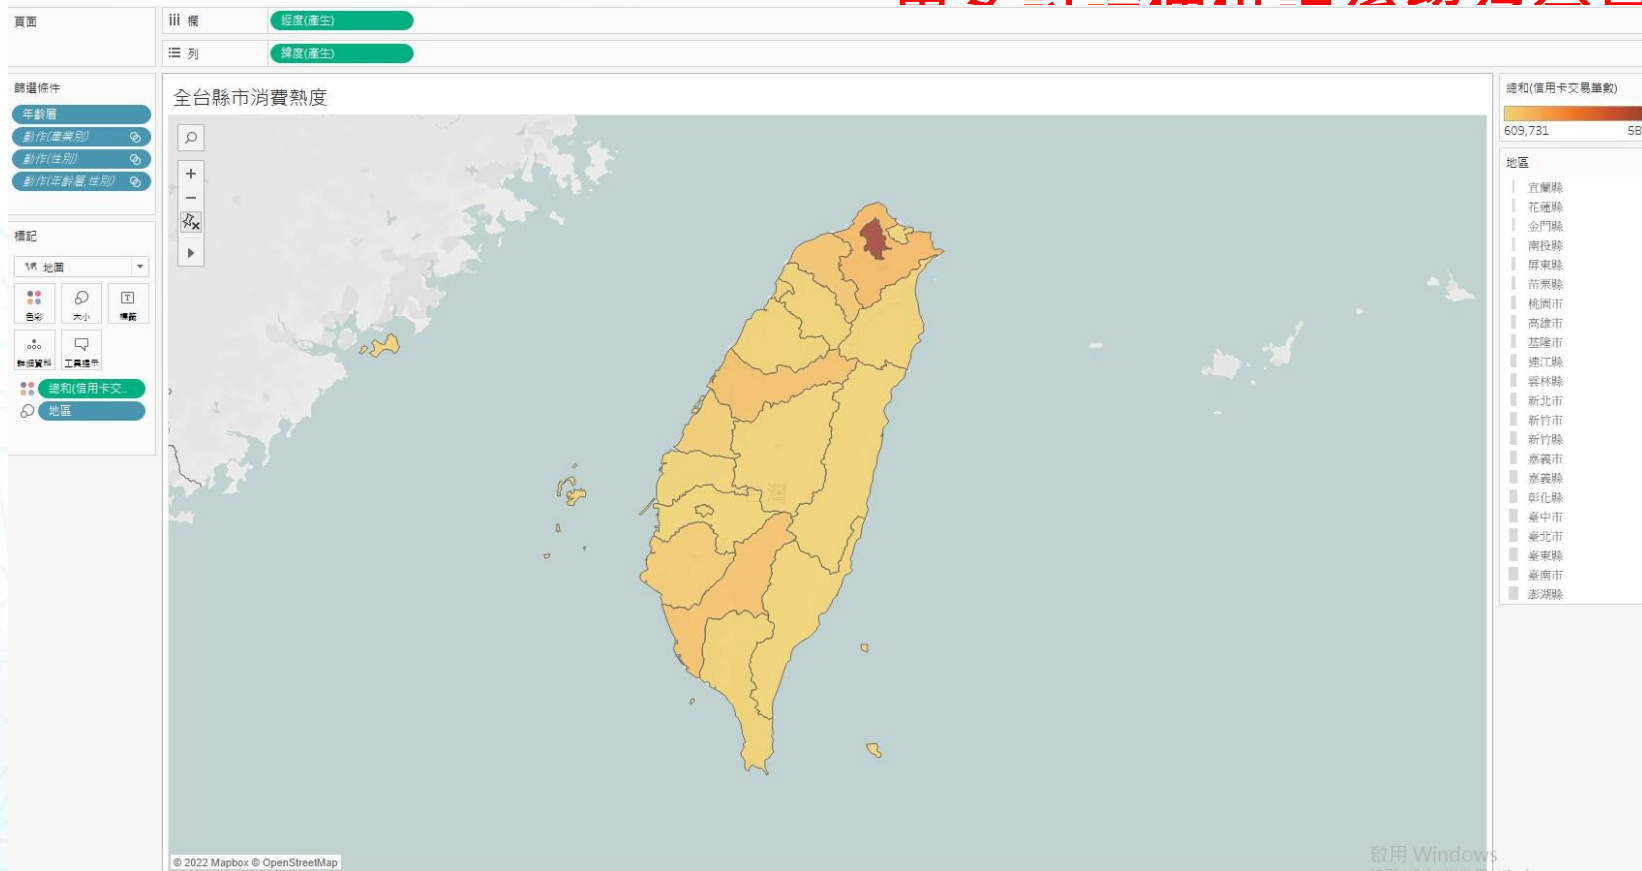 頁面
iii 欄
經度(產生)
列
緯度(產生)
篩選條件
年齡層
動作(產業別)
動作(性別)
動作(年齡層,性別)
標記
地圖
色彩
大小
標籤
詳細資料
工具提示
總和(信用卡交..
地區
全台縣市消費熱度
© 2022 Mapbox © OpenStreetMap
總和(信用卡交易筆數)
609,731
58
地區
宜蘭縣
花蓮縣
金門縣
南投縣
屏東縣
苗栗縣
桃園市
高雄市
基隆市
連江縣
雲林縣
新北市
新竹市
新竹縣
嘉義市
嘉義縣
彰化縣
臺中市
臺北市
臺東縣
臺南市
澎湖縣
啟用 Windows